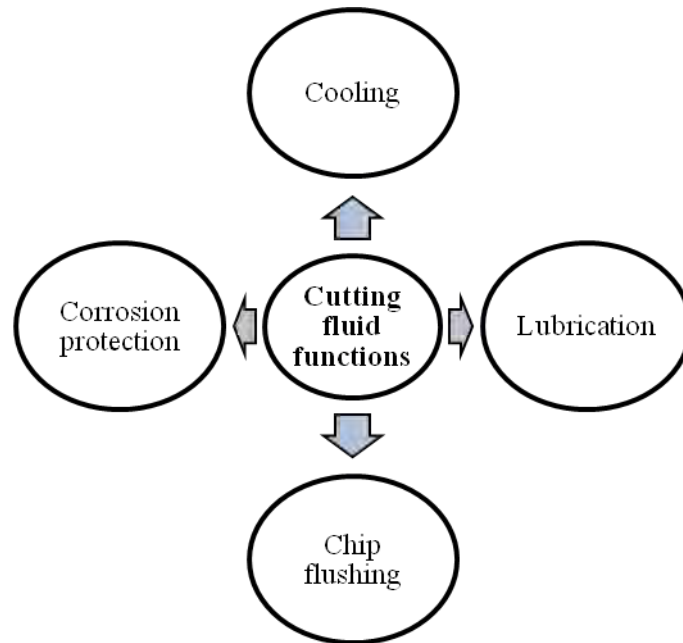 Cooling
Corrosion
protection
Cutting
fluid
functions
Lubrication
Chip
flushing